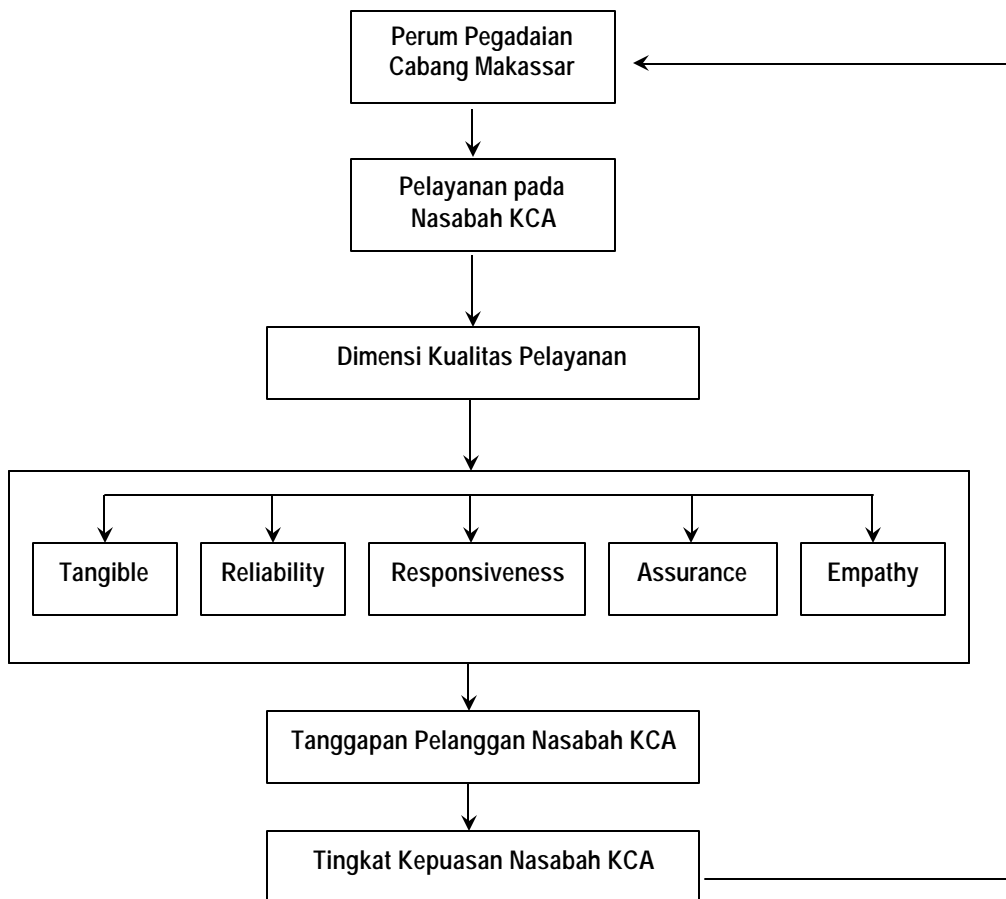 Perum Pegadaian
Cabang Makassar
Pelayanan pada
Nasabah KCA
Dimensi Kualitas Pelayanan
Tangible
Reliability
Responsiveness
Assurance
Empathy
Tanggapan Pelanggan Nasabah KCA
Tingkat Kepuasan Nasabah KCA